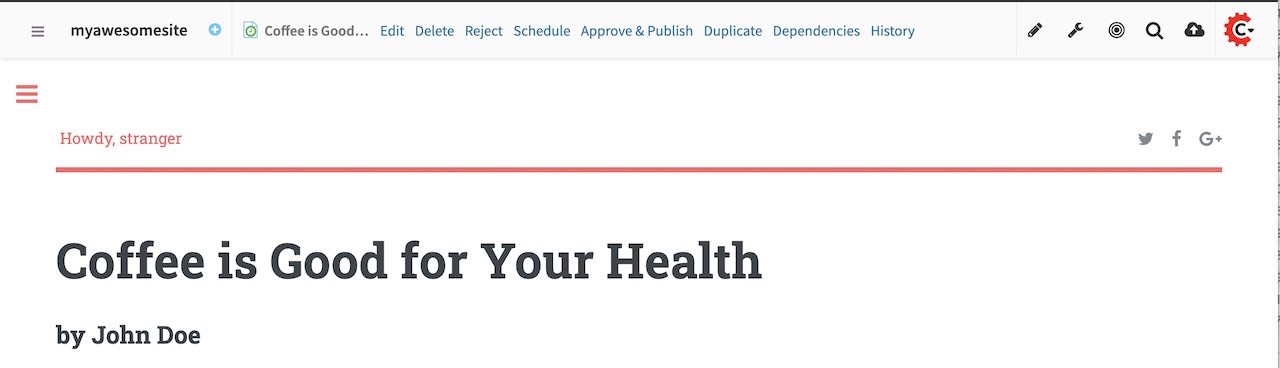 myawesomesite Coffee is Good... Edit Delete Reject Schedule Approve & Publish Duplicate Dependencies History
Howdy, stranger
Coffee is Good for Your Health
by John Doe